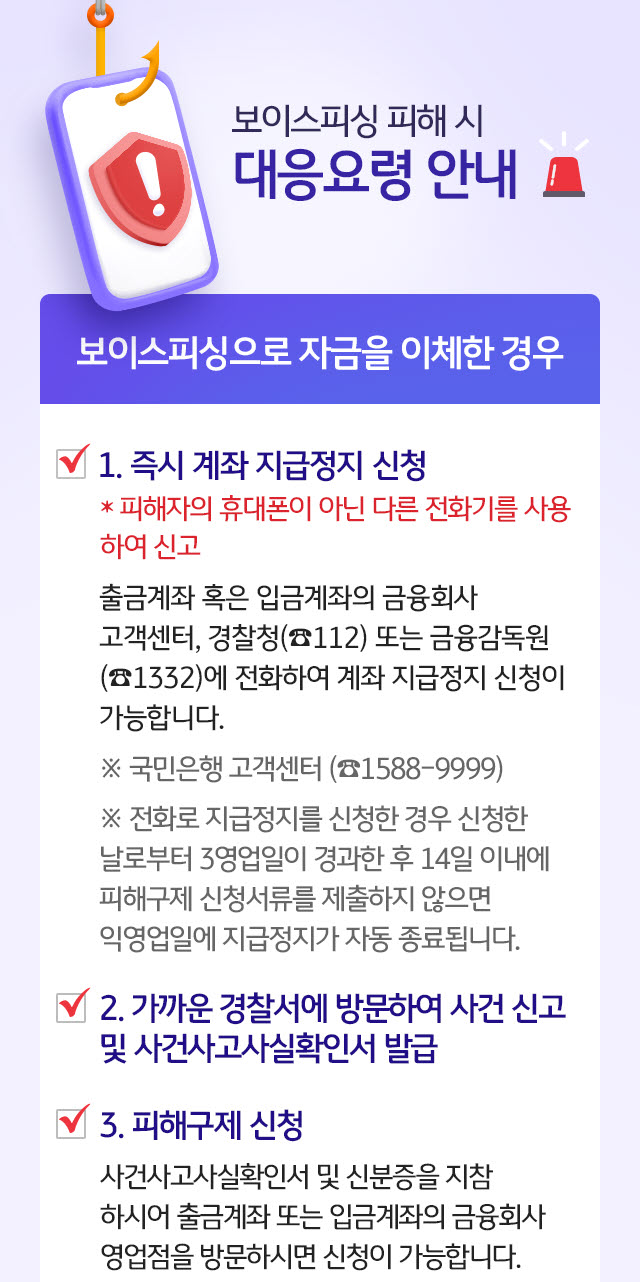 보이스피싱 피해 시
대응요령 안내
보이스피싱으로 자금을 이체한 경우
1. 즉시 계좌 지급정지 신청
* 피해자의 휴대폰이 아닌 다른 전화기를 사용
하여 신고
출금계좌 혹은 입금계좌의 금융회사
고객센터, 경찰청(☎112) 또는 금융감독원
(☎1332)에 전화하여 계좌 지급정지 신청이
가능합니다.
※ 국민은행 고객센터 (☎1588-9999)
※ 전화로 지급정지를 신청한 경우 신청한
날로부터 3영업일이 경과한 후 14일 이내에
피해구제 신청서류를 제출하지 않으면
익영업일에 지급정지가 자동 종료됩니다.
2. 가까운 경찰서에 방문하여 사건 신고
및 사건사고사실확인서 발급
3. 피해구제 신청
사건사고사실확인서 및 신분증을 지참
하시어 출금계좌 또는 입금계좌의 금융회사
영업점을 방문하시면 신청이 가능합니다.